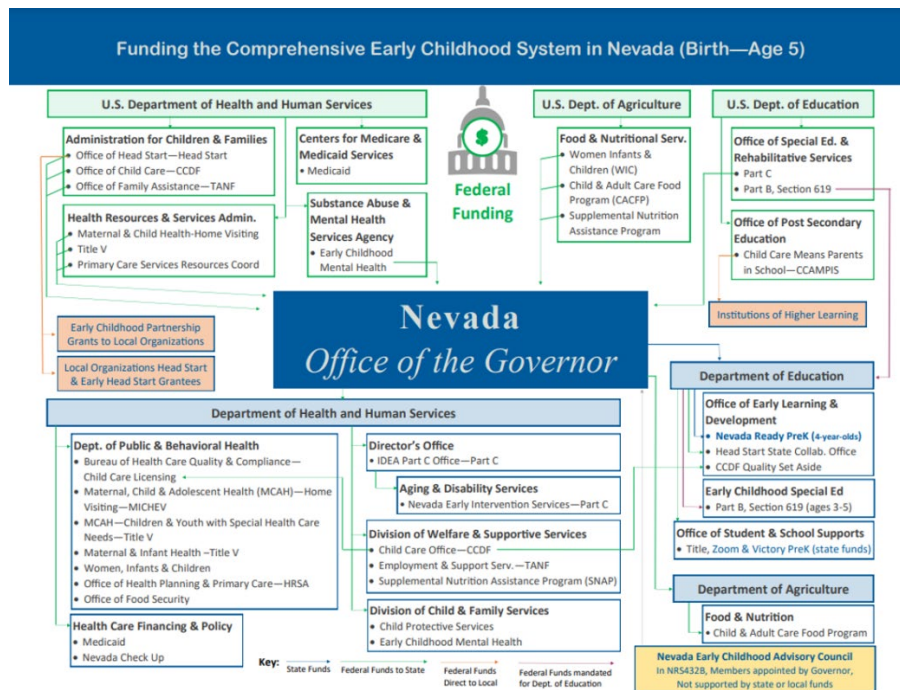 Funding the Comprehensive Early Childhood System in Nevada (Birth—Age 5)
U.S. Department of Health and Human Services
Administration for Children & Families
• Office of Head Start—Head Start
• Office of Child Care—CCDF
• Office of Family Assistance—TANF
Health Resources & Services Admin.
• Maternal & Child Health-Home Visiting
• Title V
• Primary Care Services Resources Coord
Centers for Medicare &
Medicaid Services
• Medicaid
Substance Abuse &
Mental Health
Services Agency
• Early Childhood
Mental Health
$
Federal
Funding
U.S. Dept. of Agriculture
Food & Nutritional Serv.
• Women Infants &
Children (WIC)
• Child & Adult Care Food
Program (CACFP)
• Supplemental Nutrition
Assistance Program
U.S. Dept. of Education
Office of Special Ed. &
Rehabilitative Services
• Part C
• Part B, Section 619
Office of Post Secondary
Education
• Child Care Means Parents
in School—CCAMPIS
Institutions of Higher Learning
Early Childhood Partnership
Grants to Local Organizations
Local Organizations Head Start
& Early Head Start Grantees
Nevada
Office of the Governor
Department of Health and Human Services
Dept. of Public & Behavioral Health
• Bureau of Health Care Quality & Compliance—
Child Care Licensing
• Maternal, Child & Adolescent Health (MCAH)—Home
Visiting—MICHEV
• MCAH—Children & Youth with Special Health Care
Needs—Title V
• Maternal & Infant Health –Title V
• Women, Infants & Children
• Office of Health Planning & Primary Care—HRSA
• Office of Food Security
Health Care Financing & Policy
• Medicaid
• Nevada Check Up
Director's Office
• IDEA Part C Office—Part C
Aging & Disability Services
• Nevada Early Intervention Services—Part C
Division of Welfare & Supportive Services
• Child Care Office—CCDF
• Employment & Support Serv.—TANF
• Supplemental Nutrition Assistance Program (SNAP)
Division of Child & Family Services
• Child Protective Services
• Early Childhood Mental Health
Department of Education
Office of Early Learning &
Development
• Nevada Ready PreK (4-year-olds)
• Head Start State Collab. Office
• CCDF Quality Set Aside
Early Childhood Special Ed
• Part B, Section 619 (ages 3-5)
Office of Student & School Supports
• Title, Zoom & Victory PreK (state funds)
Department of Agriculture
Food & Nutrition
• Child & Adult Care Food Program
Key:
State Funds
Federal Funds to State
Federal Funds
Direct to Local
Federal Funds mandated
for Dept. of Education
Nevada Early Childhood Advisory Council
In NRS432B, Members appointed by Governor,
Not supported by state or local funds